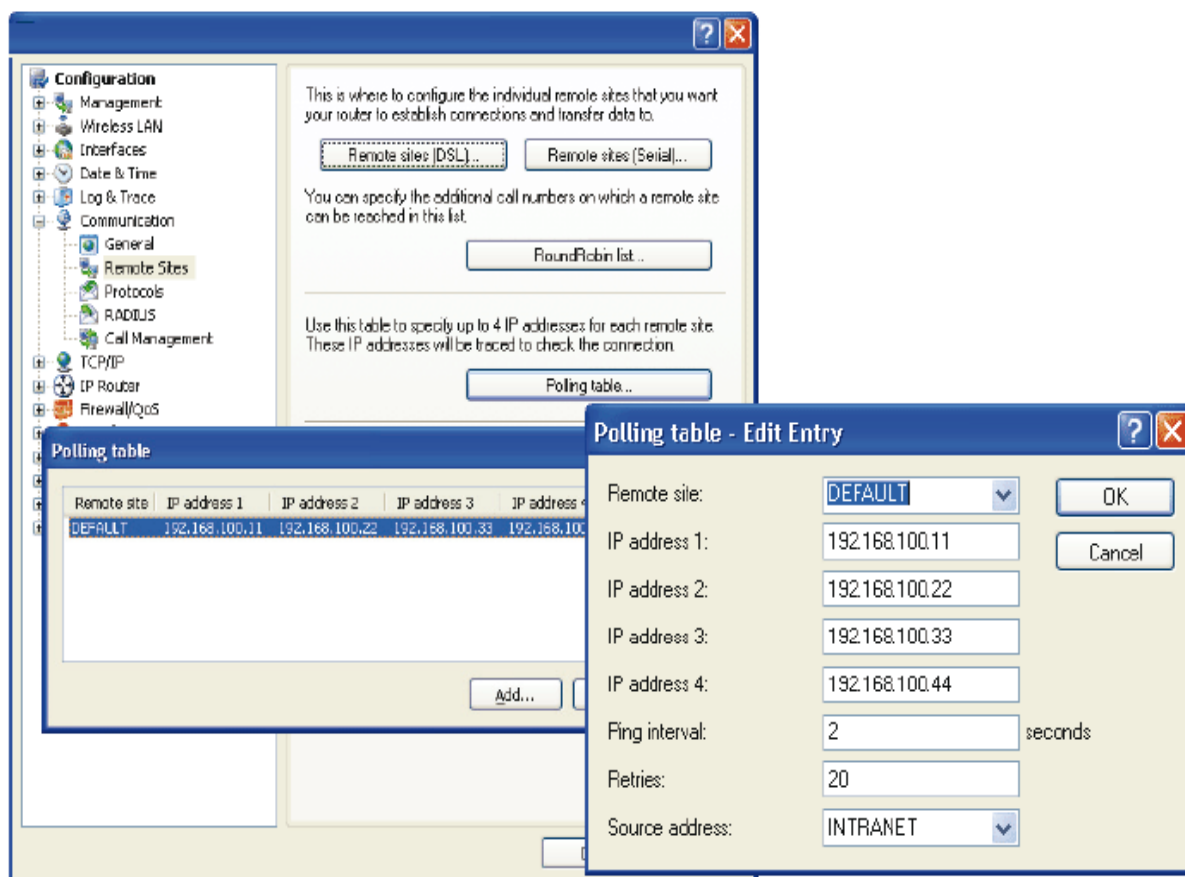 Configuration
Management
Wireless LAN
Interfaces
Date & Time
Log & Trace
Communication
General
Remote Sites
Protocols
RADIUS
Call Management
TCP/IP
IP Router
Firewall/QoS
This is where to configure the individual remote sites that you want
your router to establish connections and transfer data to.
Remote sites (DSL)...
Remote sites (Serial)...
You can specify the additional call numbers on which a remote site
can be reached in this list.
RoundRobin list...
Use this table to specify up to 4 IP addresses for each remote site.
These IP addresses will be traced to check the connection.
Polling table...
Polling table
Remote site IP address 1 IP address 2 IP address 3 IP address
DEFAULT 192.168.100.11 192.168.100.22 192.168.100.33 192.168.100
Add...
Polling table - Edit Entry
Remote site: DEFAULT
OK
IP address 1: 192.168.100.11
Cancel
IP address 2: 192.168.100.22
IP address 3: 192.168.100.33
IP address 4: 192.168.100.44
Ping interval: 2 seconds
Retries: 20
Source address: INTRANET